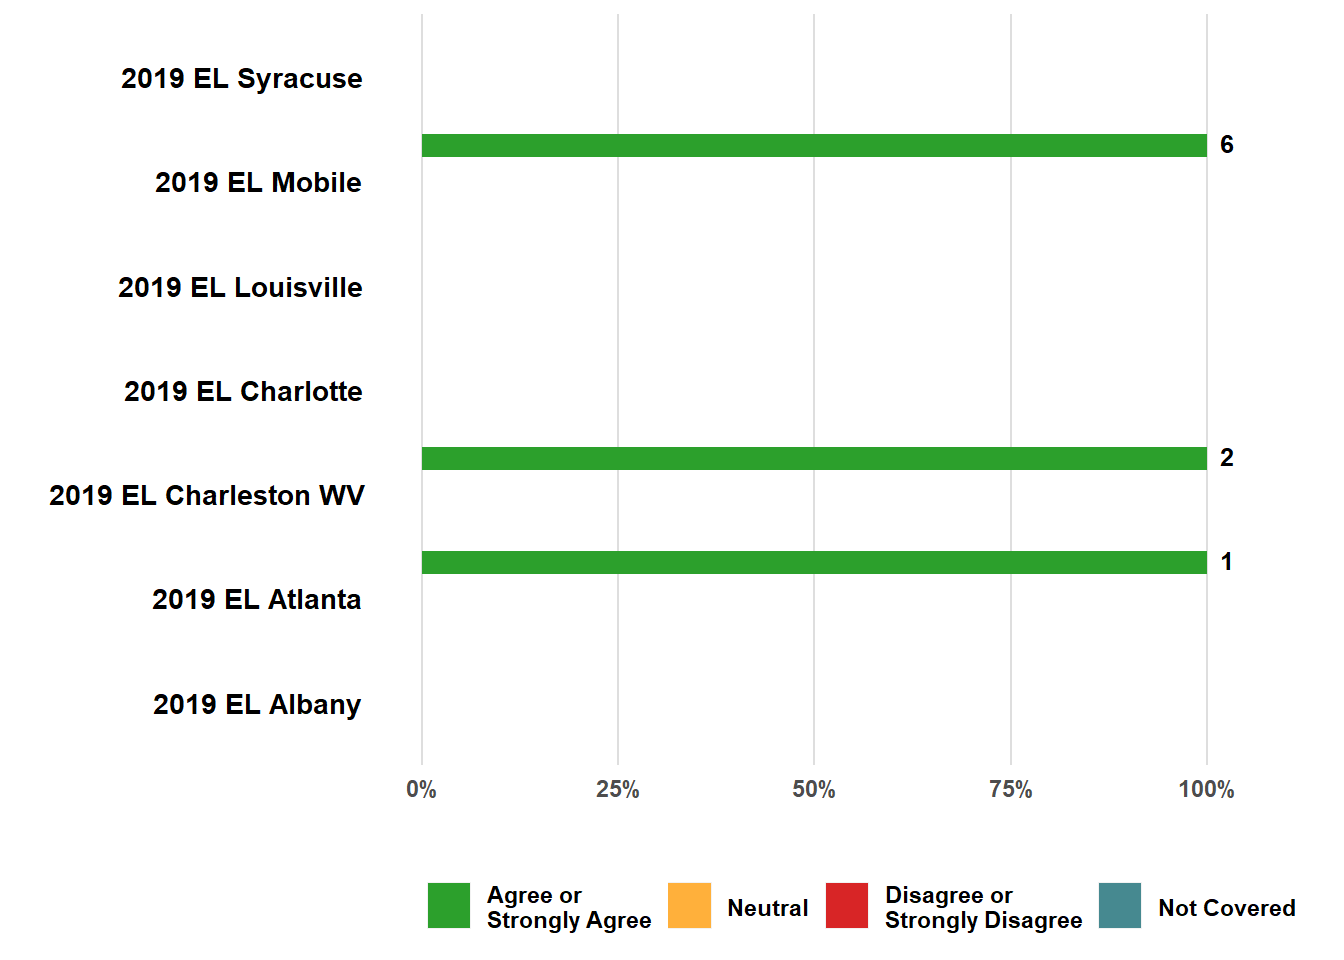 2019 EL Syracuse
6
2019 EL Mobile
2019 EL Louisville
2019 EL Charlotte
2
2019 EL Charleston WV
1
2019 EL Atlanta
2019 EL Albany
0% 25% 50% 75% 100%
Agree or
Strongly Agree
Neutral
Disagree or
Strongly Disagree
Not Covered